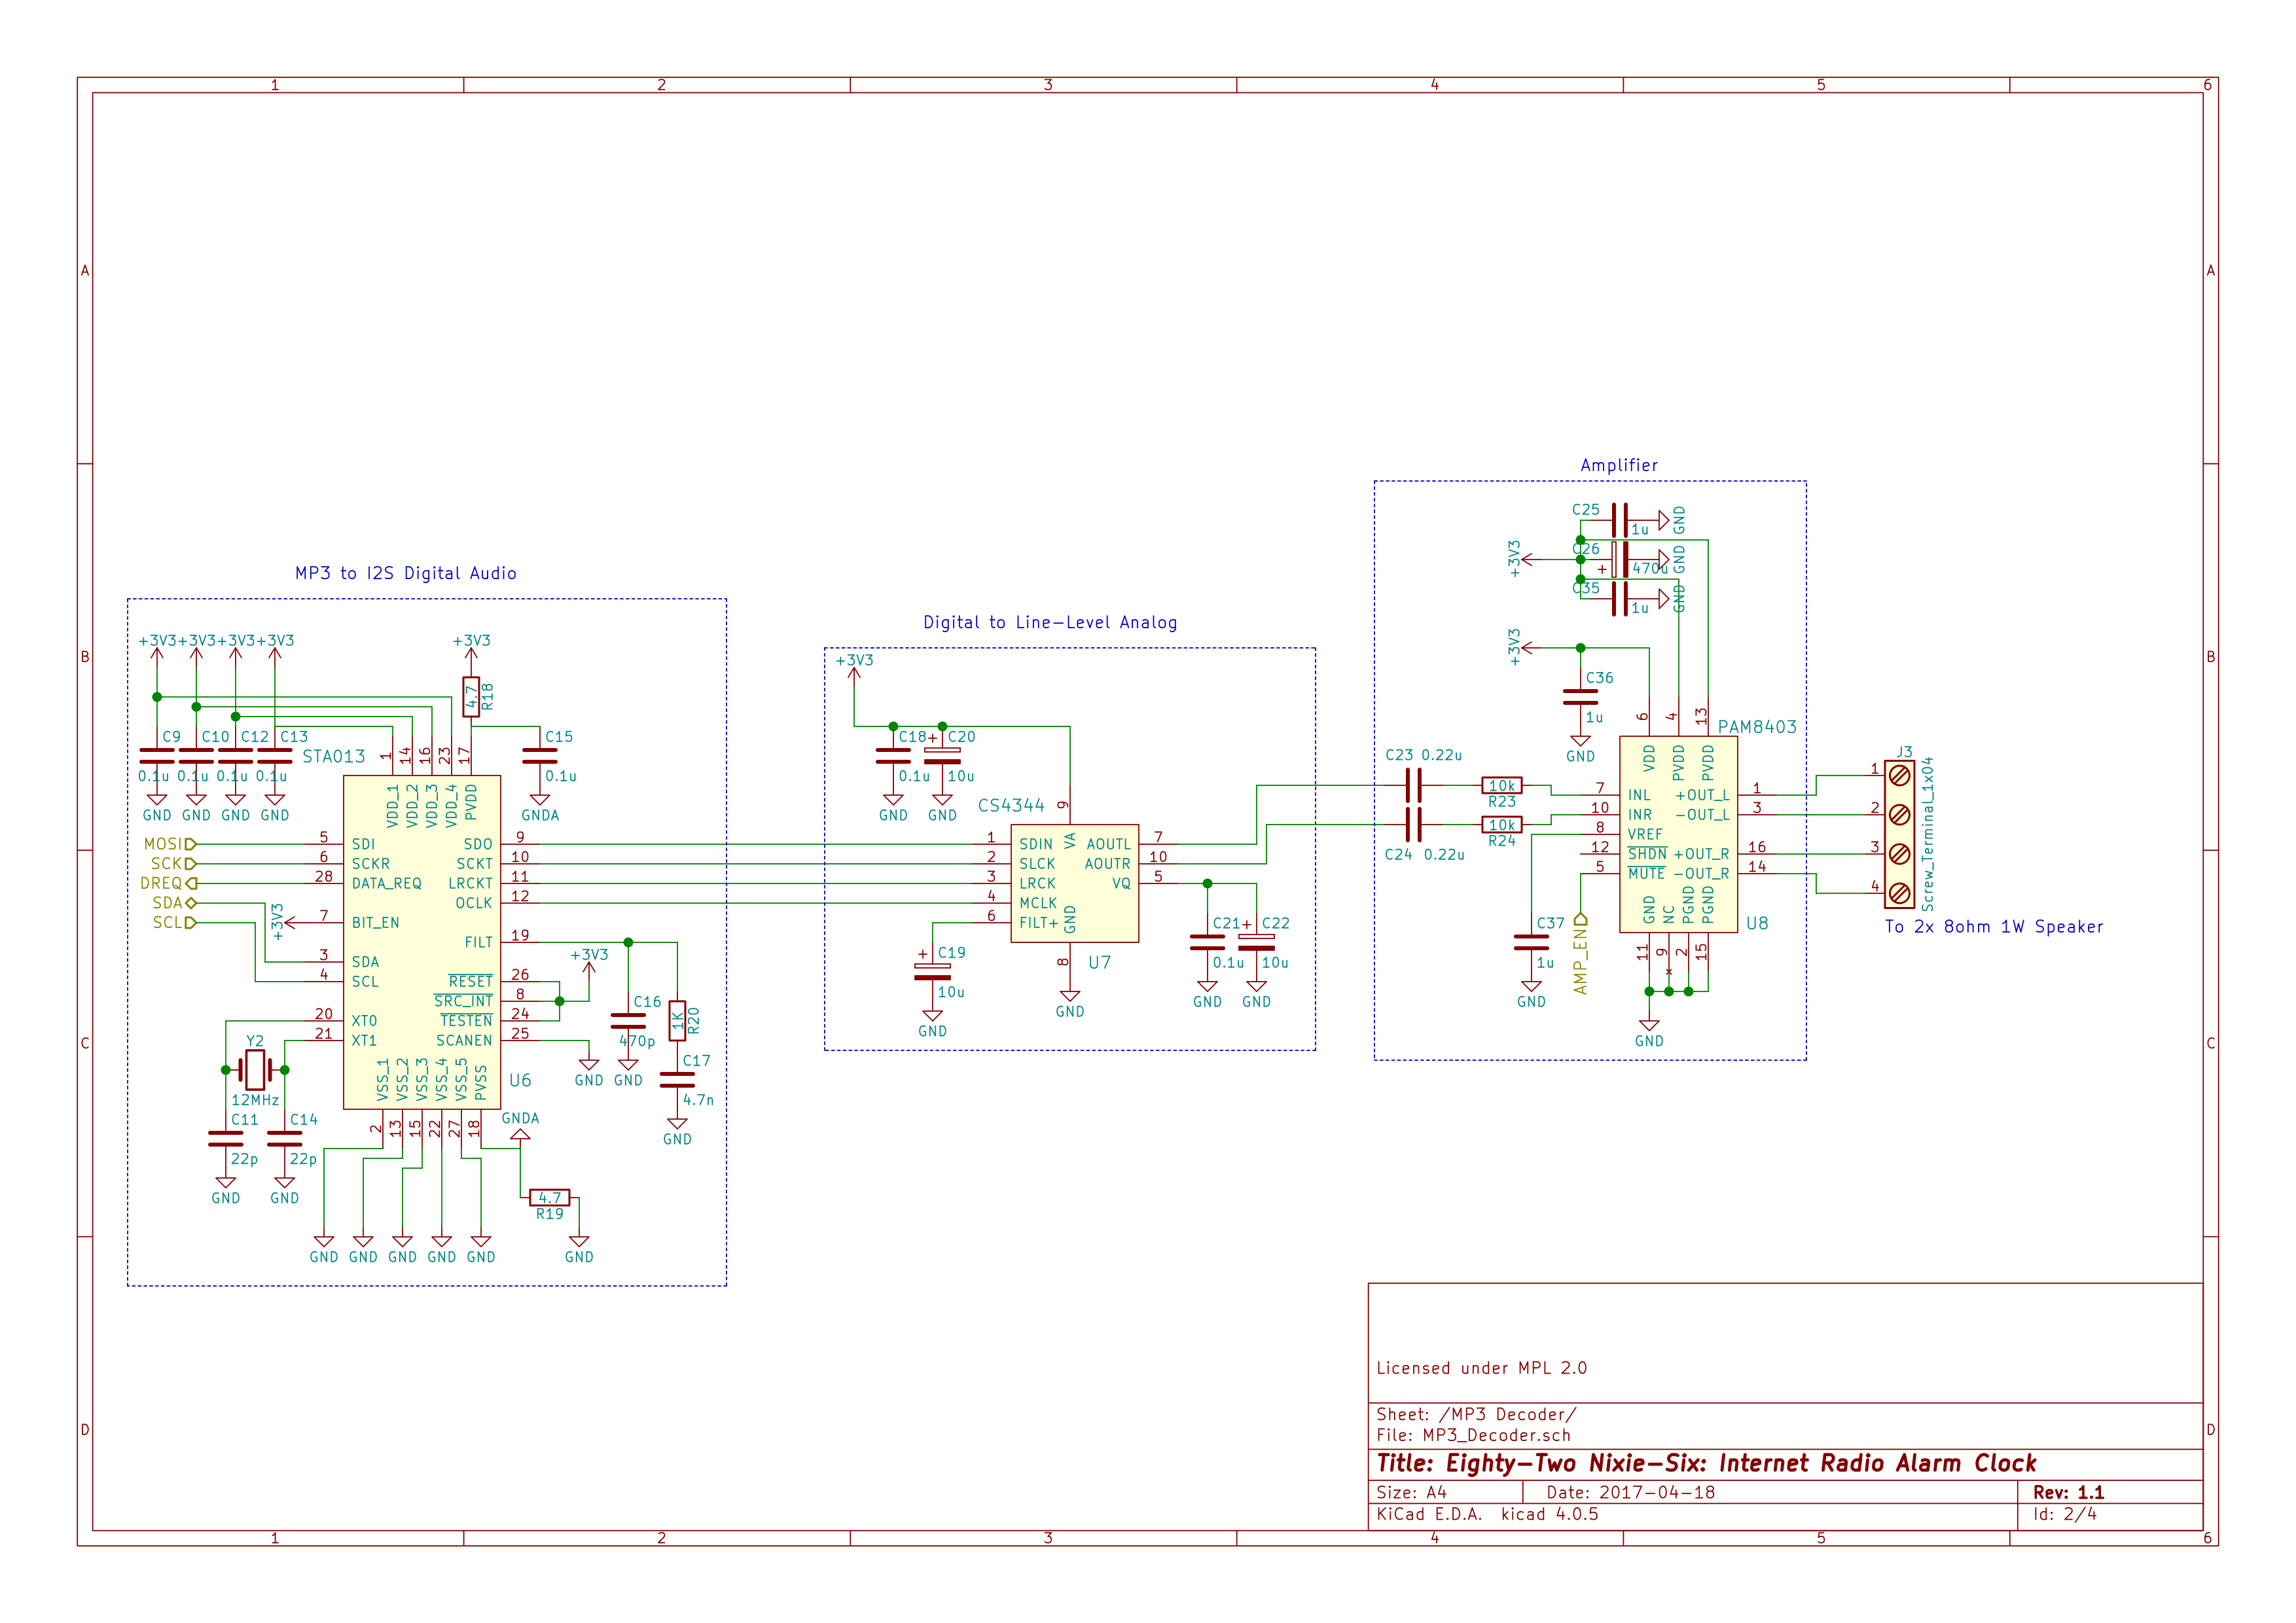 1 2 3 4 5 6
A A
Amplifier
C25
1u
GND
+3V3
C26
470u
GND
C35
1u
GND
MP3 to I2S Digital Audio
Digital to Line-Level Analog
+3V3 +3V3 +3V3 +3V3
+3V3
4.7
R18
+3V3
+3V3
B B
C36
1u
GND
C9 C10 C12 C13
0.1u 0.1u 0.1u 0.1u
GND GND GND GND
STA013
1 14 16 23 17
VDD_1 VDD_2 VDD_3 VDD_4 PVDD
C15
0.1u
GNDA
C18 C20
+
0.1u 10u
GND GND
CS4344
9
VA
C23 0.22u
C24 0.22u
10k
R23
10k
R24
6 4 13
PAM8403
VDD PVDD PVDD
J3
Screw_Terminal_1x04
MOSI 5 SDI SDO 9
SCK 6 SCKR SCKT 10
DREQ 28 DATA_REQ LRCKT 11
SDA OCLK 12
SCL +3V3 7 BIT_EN
FILT 19
3 SDA
4 SCL
RESET 26
SRC_INT 8
TESTEN 24
SCANEN 25
20 XT0
21 XT1
+3V3
GND
C16
470p
GND
1K
R20
C17
4.7n
GND
1 SDIN AOUTL 7
2 SLCK AOUTR 10
3 LRCK VQ 5
4 MCLK
6 FILT+
GND
8
U7
GND
+ C19
10u
GND
C21 + C22
0.1u 10u
GND GND
7 INL +OUT_L 1
10 INR -OUT_L 3
8 VREF
12 SHDN +OUT_R 16
5 MUTE -OUT_R 14
GND NC PGND PGND
11 9 2 15
U8
GND
C37
1u
GND
AMP_EN
1
2
3
4
To 2x 8ohm 1W Speaker
C C
Y2
12MHz
C11 C14
22p 22p
GND GND
VSS_1 VSS_2 VSS_3 VSS_4 VSS_5 PVSS
2 13 15 22 27 18
U6
GNDA
4.7
R19
GND GND GND GND GND GND
D D
Licensed under MPL 2.0
Sheet: /MP3 Decoder/
File: MP3_Decoder.sch
Title: Eighty-Two Nixie-Six: Internet Radio Alarm Clock
Size: A4 Date: 2017-04-18 Rev: 1.1
KiCad E.D.A. kicad 4.0.5 Id: 2/4
1 2 3 4 5 6